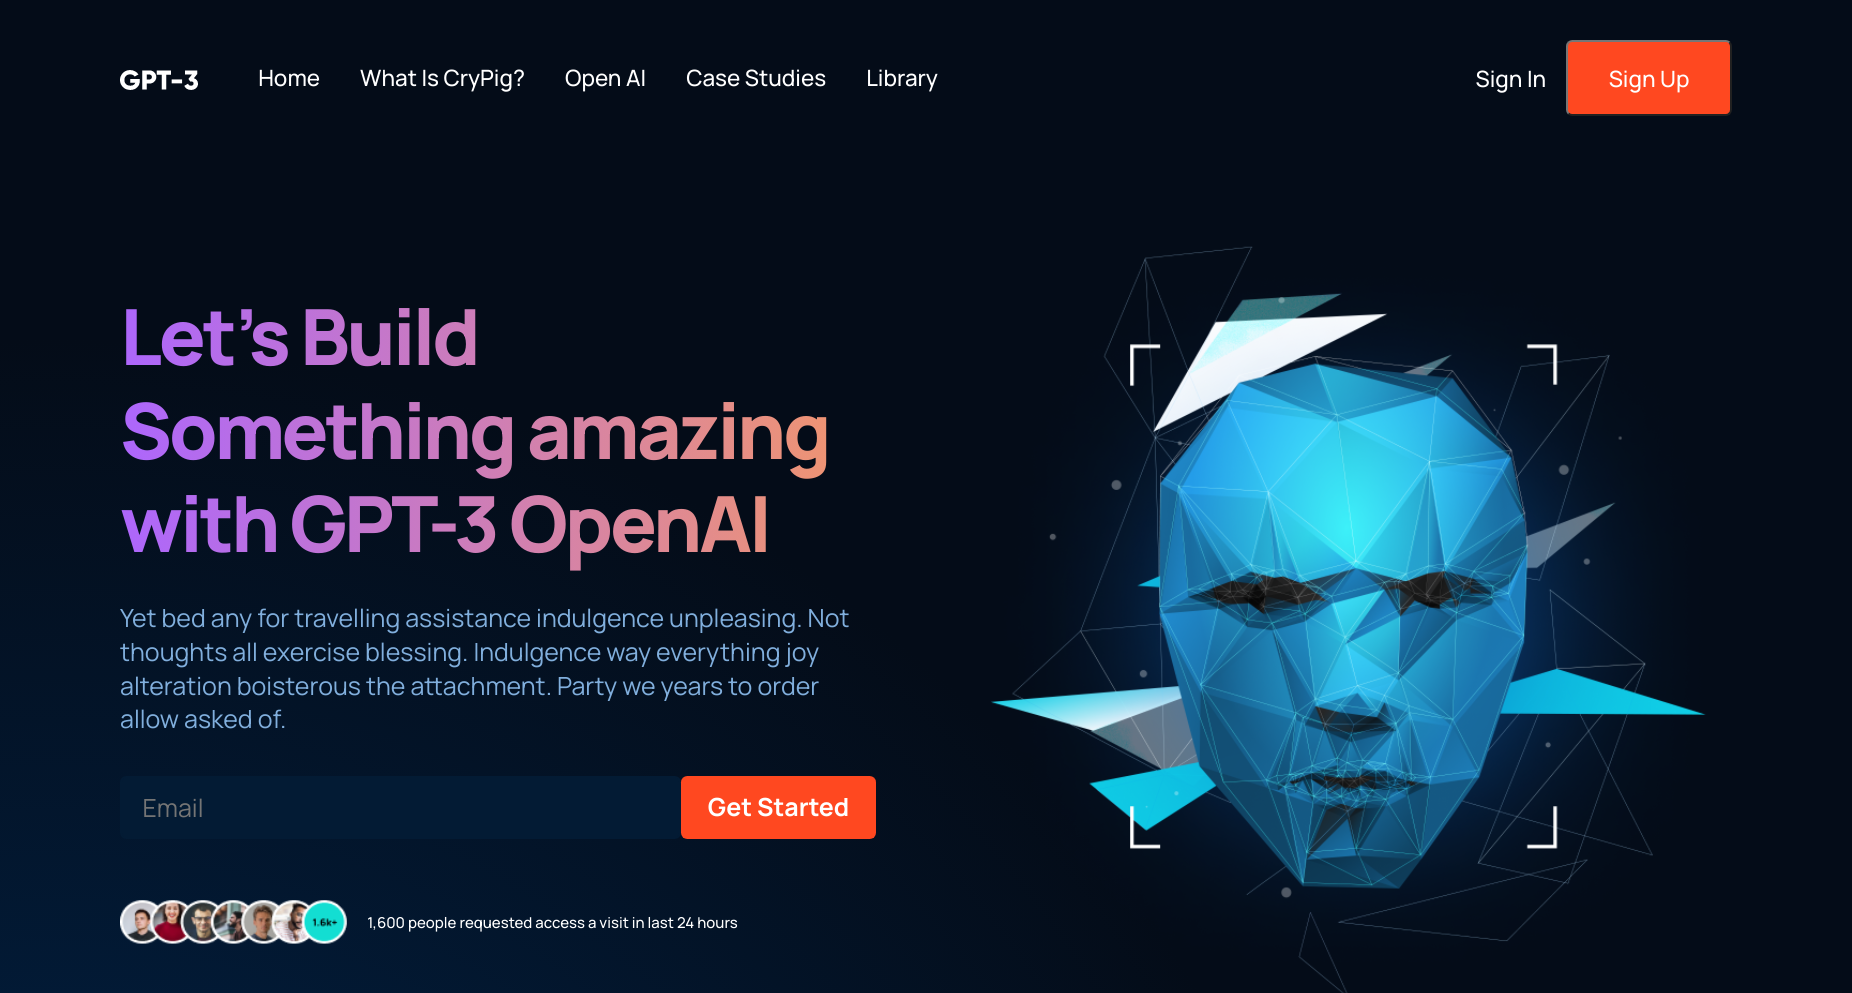 GPT-3
Home
What Is CryPig?
Open AI
Case Studies
Library
Sign In
Sign Up
Let’s Build
Something amazing
with GPT-3 OpenAI
Yet bed any for travelling assistance indulgence unpleasing. Not
thoughts all exercise blessing. Indulgence way everything joy
alteration boisterous the attachment. Party we years to order
allow asked of.
Email
Get Started
1.6k+
1,600 people requested access a visit in last 24 hours